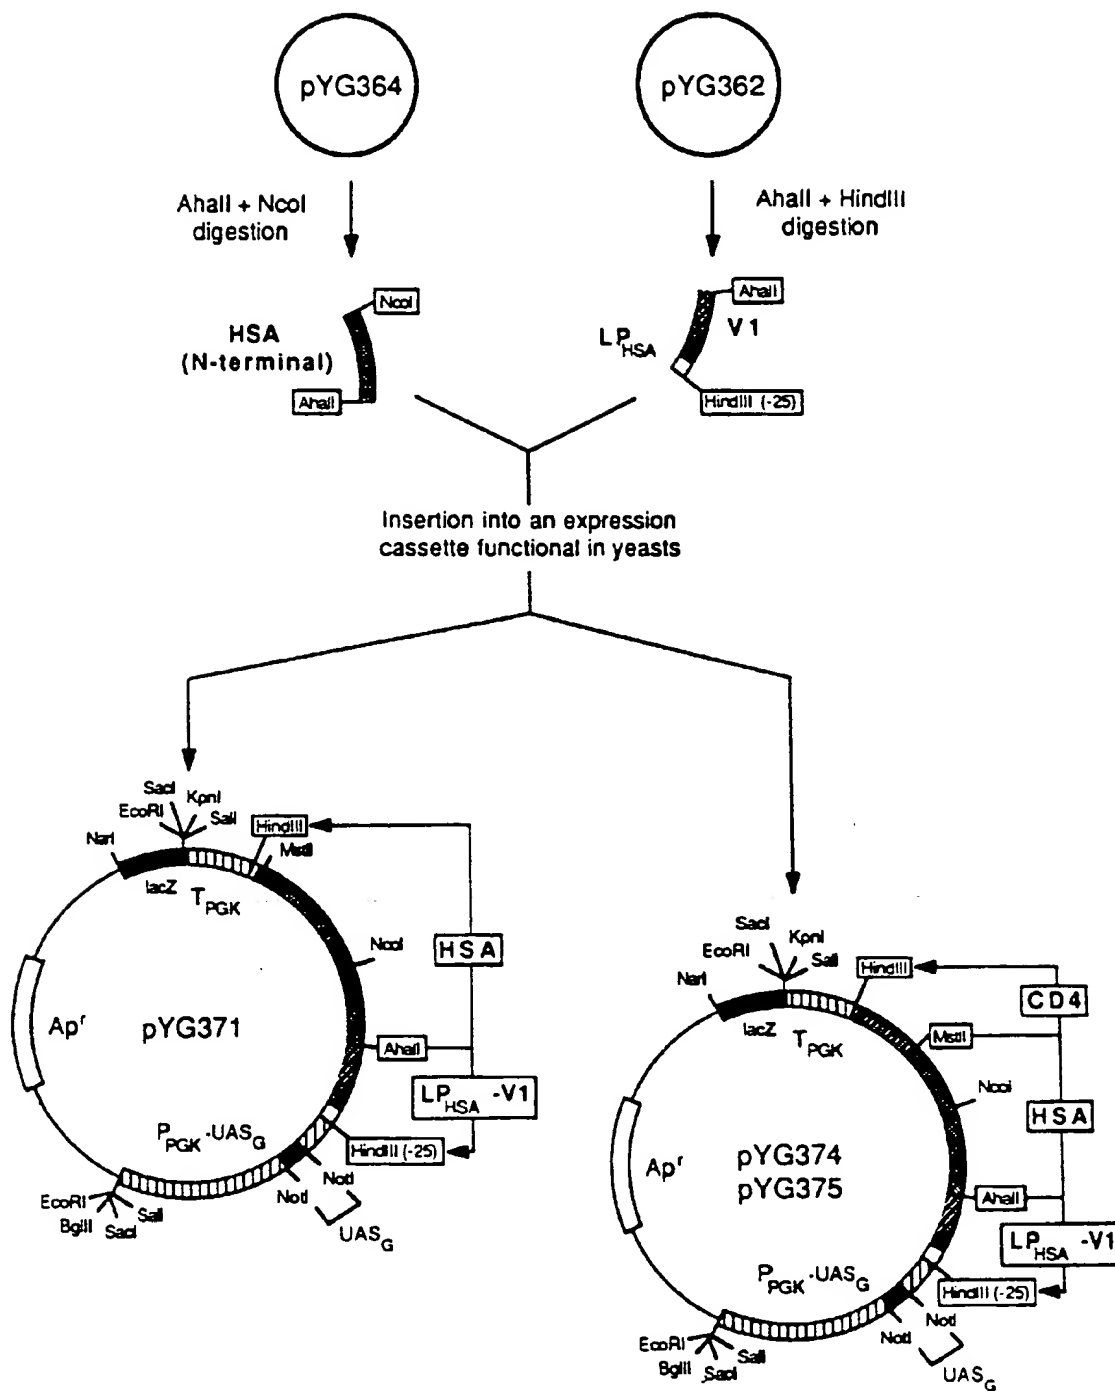 pYG364
pYG362
AhaII + NcoI
digestion
AhaII + HindIII
digestion
NcoI
HSA
(N-terminal)
AhaII
AhaII
V1
LP HSA
HindIII (-25)
Insertion into an expression
cassette functional in yeasts
SacI
KpnI
EcoRI
SalI
NarI
HindIII
MstII
lacZ
T PGK
NcoI
HSA
Ap r
pYG371
AhaII
LP HSA -V1
P PGK -UAS G
HindIII (-25)
NotI
NotI
EcoRI
BglII
SacI
SalI
UAS G
SacI
KpnI
EcoRI
SalI
NarI
HindIII
lacZ
T PGK
CD4
MstII
NcoI
HSA
Ap r
pYG374
pYG375
AhaII
LP HSA -V1
P PGK -UAS G
HindIII (-25)
NotI
NotI
EcoRI
BglII
SacI
SalI
UAS G